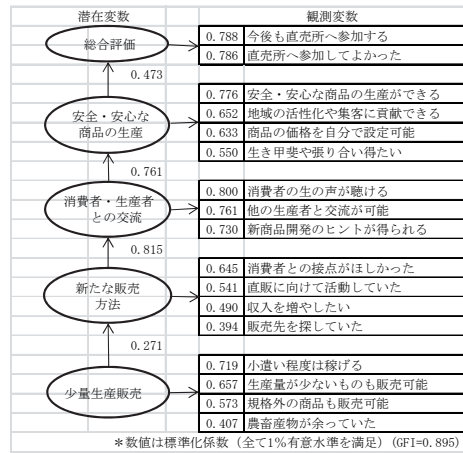 潜在変数 観測変数
総合評価
0.788 今後も直売所へ参加する
0.786 直売所へ参加してよかった
0.473
安全・安心な
商品の生産
0.776 安全・安心な商品の生産ができる
0.652 地域の活性化や集客に貢献できる
0.633 商品の価格を自分で設定可能
0.550 生き甲斐や張り合い得たい
0.761
消費者・生産者
との交流
0.800 消費者の生の声が聴ける
0.761 他の生産者と交流が可能
0.730 新商品開発のヒントが得られる
0.815
新たな販売
方法
0.645 消費者との接点がほしかった
0.541 直販に向けて活動していた
0.490 収入を増やしたい
0.394 販売先を探していた
0.271
少量生産販売
0.719 小遣い程度は稼げる
0.657 生産量が少ないものも販売可能
0.573 規格外の商品も販売可能
0.407 農畜産物が余っていた
＊数値は標準化係数（全て1％有意水準を満足）(GFI=0.895)